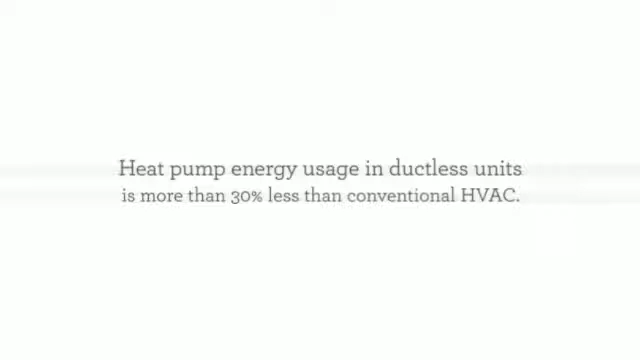 Heat pump energy usage in ductless units
is more than 30% less than conventional HVAC.